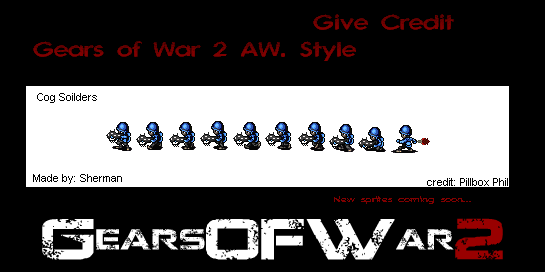 Give Credit
Gears of War 2 AW. Style
Cog Soilders
Made by: Sherman
credit: Pillbox Phil
New sprites coming soon...
GEARSOFWAR2